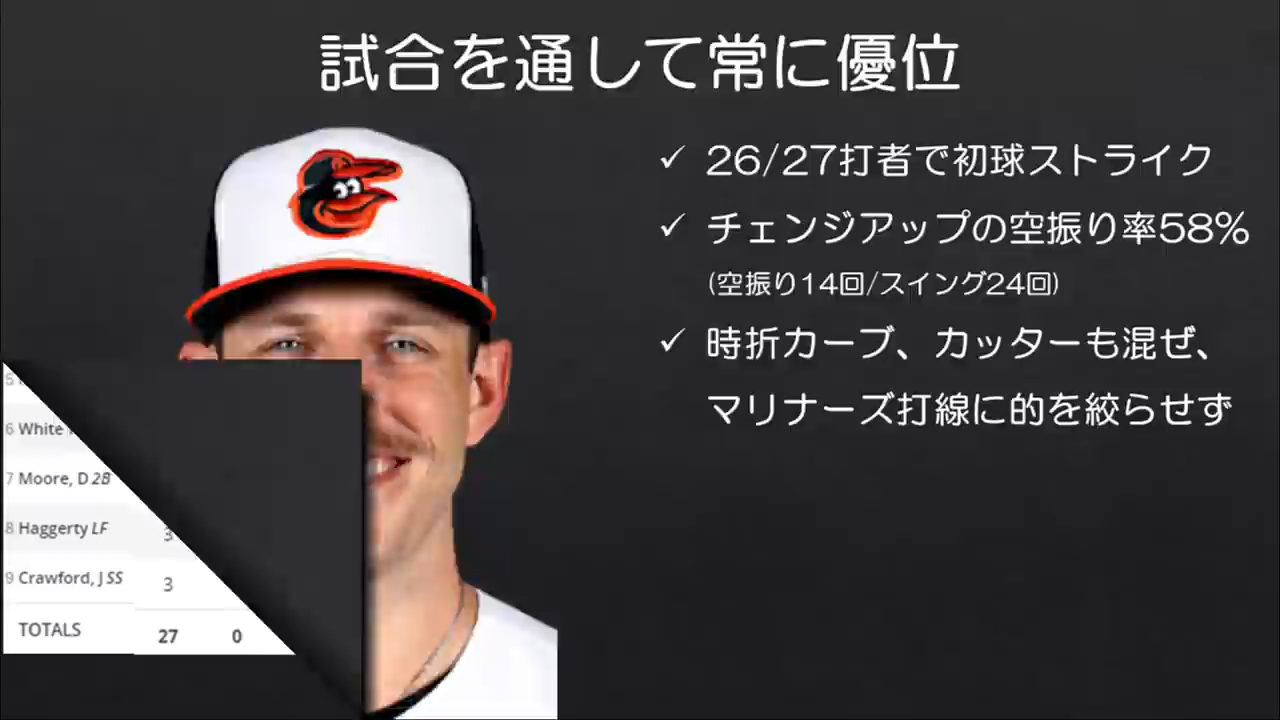 試合を通して常に優位
✓ 26/27打者で初球ストライク
✓ チェンジアップの空振り率58%
(空振り14回/スイング24回)
✓ 時折カーブ、カッターも混ぜ、
マリナーズ打線に的を絞らせず
6 White
7 Moore, D 2B
8 Haggerty LF 3
9 Crawford, J SS 3
TOTALS 27 0